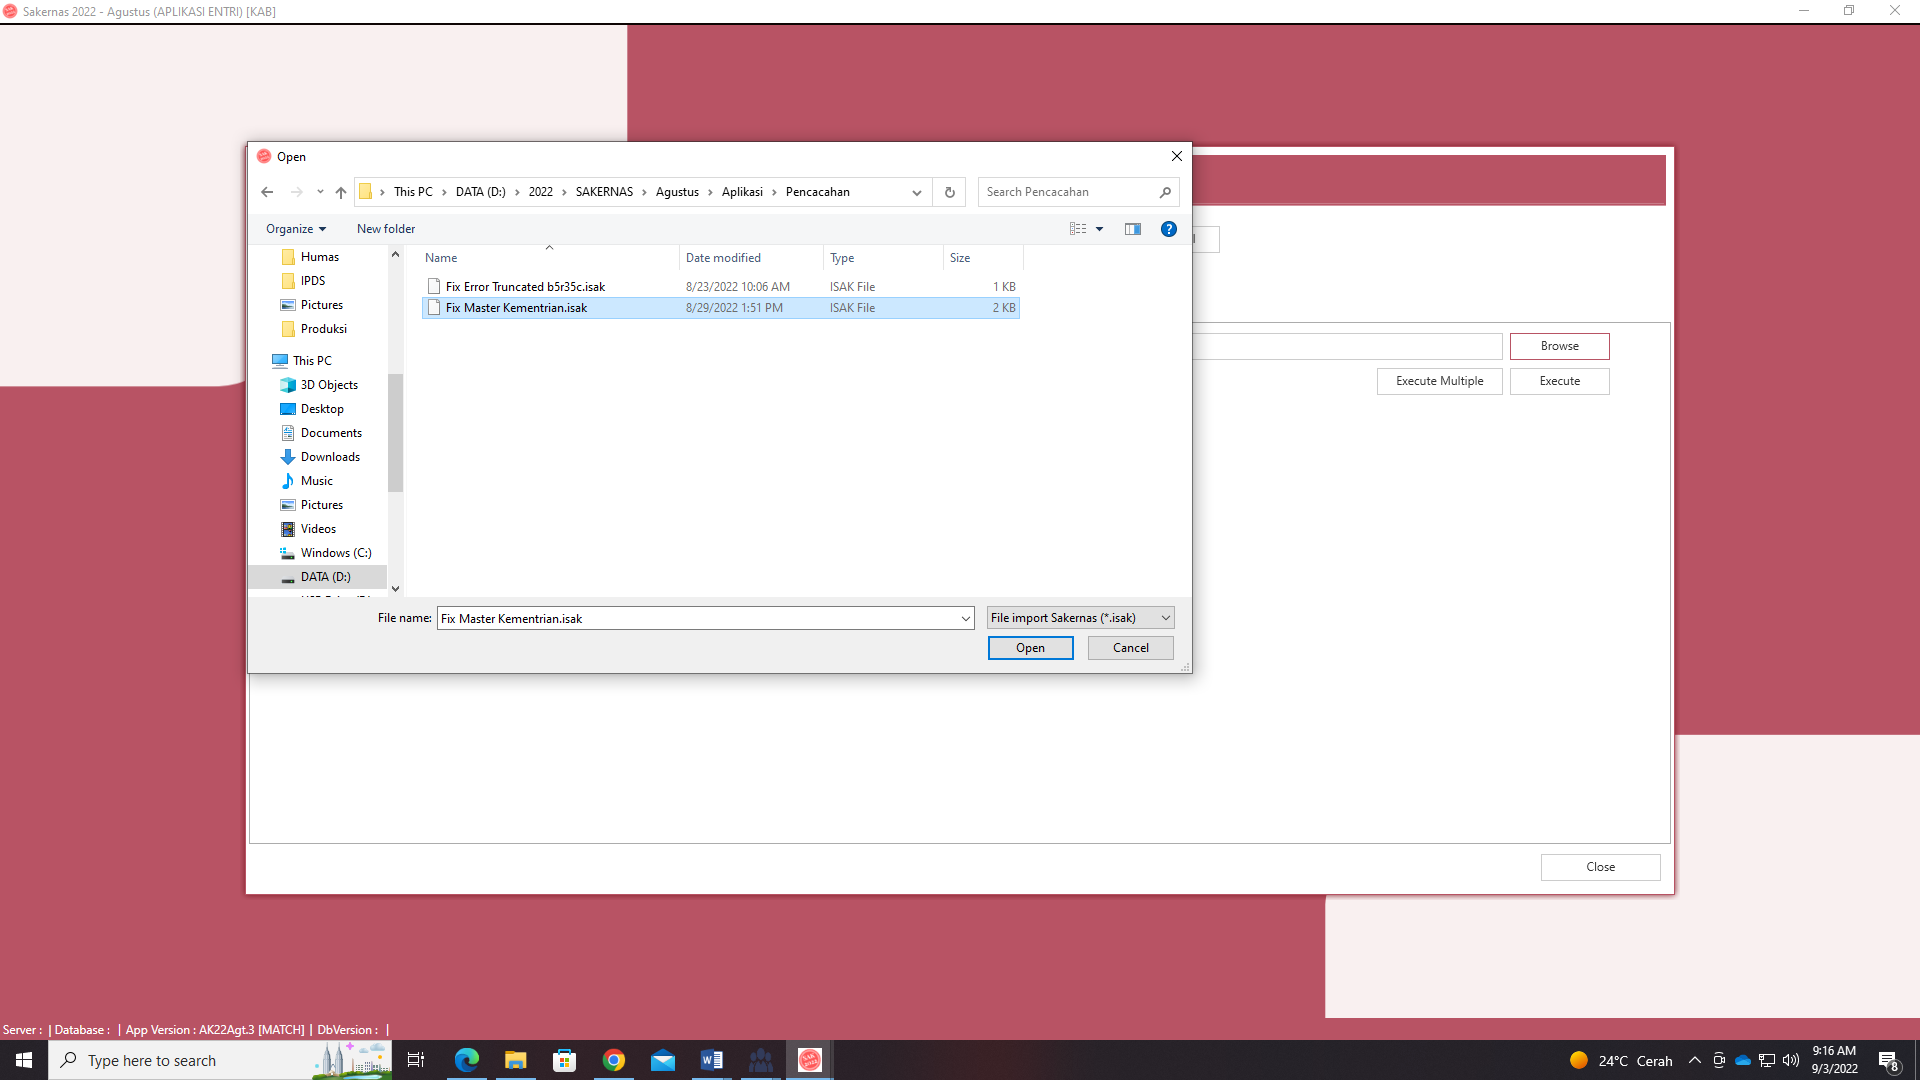 Sakernas 2022 - Agustus (APLIKASI ENTRI) [KAB]
Open
This PC > DATA (D:) > 2022 > SAKERNAS > Agustus > Aplikasi > Pencacahan
Search Pencacahan
Organize
New folder
Name Date modified Type Size
Fix Error Truncated b5r35c.isak 8/23/2022 10:06 AM ISAK File 1 KB
Fix Master Kementrian.isak 8/29/2022 1:51 PM ISAK File 2 KB
Humas
IPDS
Pictures
Produksi
This PC
3D Objects
Desktop
Documents
Downloads
Music
Pictures
Videos
Windows (C:)
DATA (D:)
File name: Fix Master Kementrian.isak
File import Sakernas (*.isak)
Open Cancel
Browse
Execute Multiple Execute
Close
Server : | Database : | App Version : AK22Agt.3 [MATCH] | DbVersion : |
Type here to search
24°C Cerah
9:16 AM
9/3/2022
8